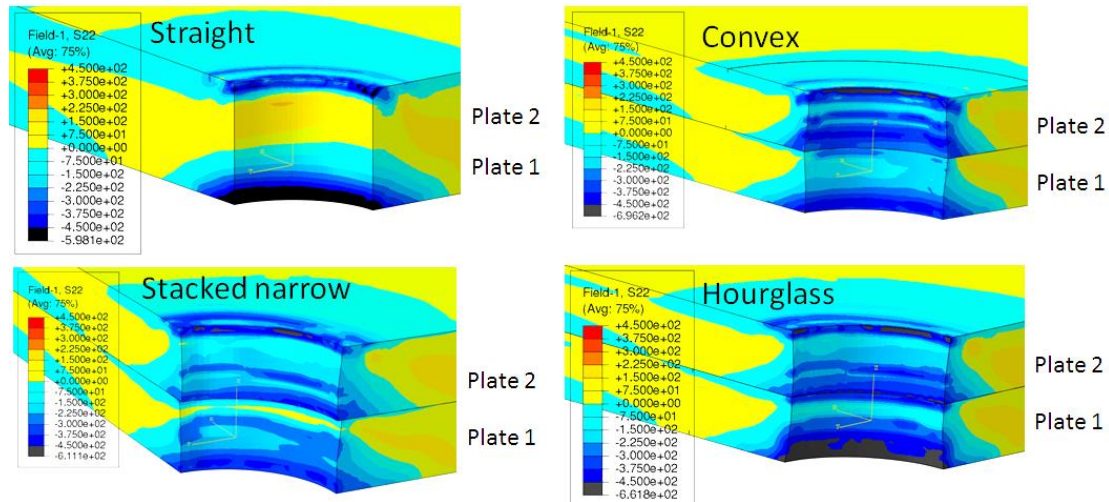 Straight
Field-1, S22
(Avg: 75%)
+4.500e+02
+3.750e+02
+3.000e+02
+2.250e+02
+1.500e+02
+7.500e+01
+0.000e+00
-7.500e+01
-1.500e+02
-2.250e+02
-3.000e+02
-3.750e+02
-4.500e+02
-5.981e+02
Plate 2
Plate 1
Convex
Field-1, S22
(Avg: 75%)
+4.500e+02
+3.750e+02
+3.000e+02
+2.250e+02
+1.500e+02
+7.500e+01
+0.000e+00
-7.500e+01
-1.500e+02
-2.250e+02
-3.000e+02
-3.750e+02
-4.500e+02
-6.962e+02
Plate 2
Plate 1
Stacked narrow
Field-1, S22
(Avg: 75%)
+4.500e+02
+3.750e+02
+3.000e+02
+2.250e+02
+1.500e+02
+7.500e+01
+0.000e+00
-7.500e+01
-1.500e+02
-2.250e+02
-3.000e+02
-3.750e+02
-4.500e+02
-6.111e+02
Plate 2
Plate 1
Hourglass
Field-1, S22
(Avg: 75%)
+4.500e+02
+3.750e+02
+3.000e+02
+2.250e+02
+1.500e+02
+7.500e+01
+0.000e+00
-7.500e+01
-1.500e+02
-2.250e+02
-3.000e+02
-3.750e+02
-4.500e+02
-6.618e+02
Plate 2
Plate 1